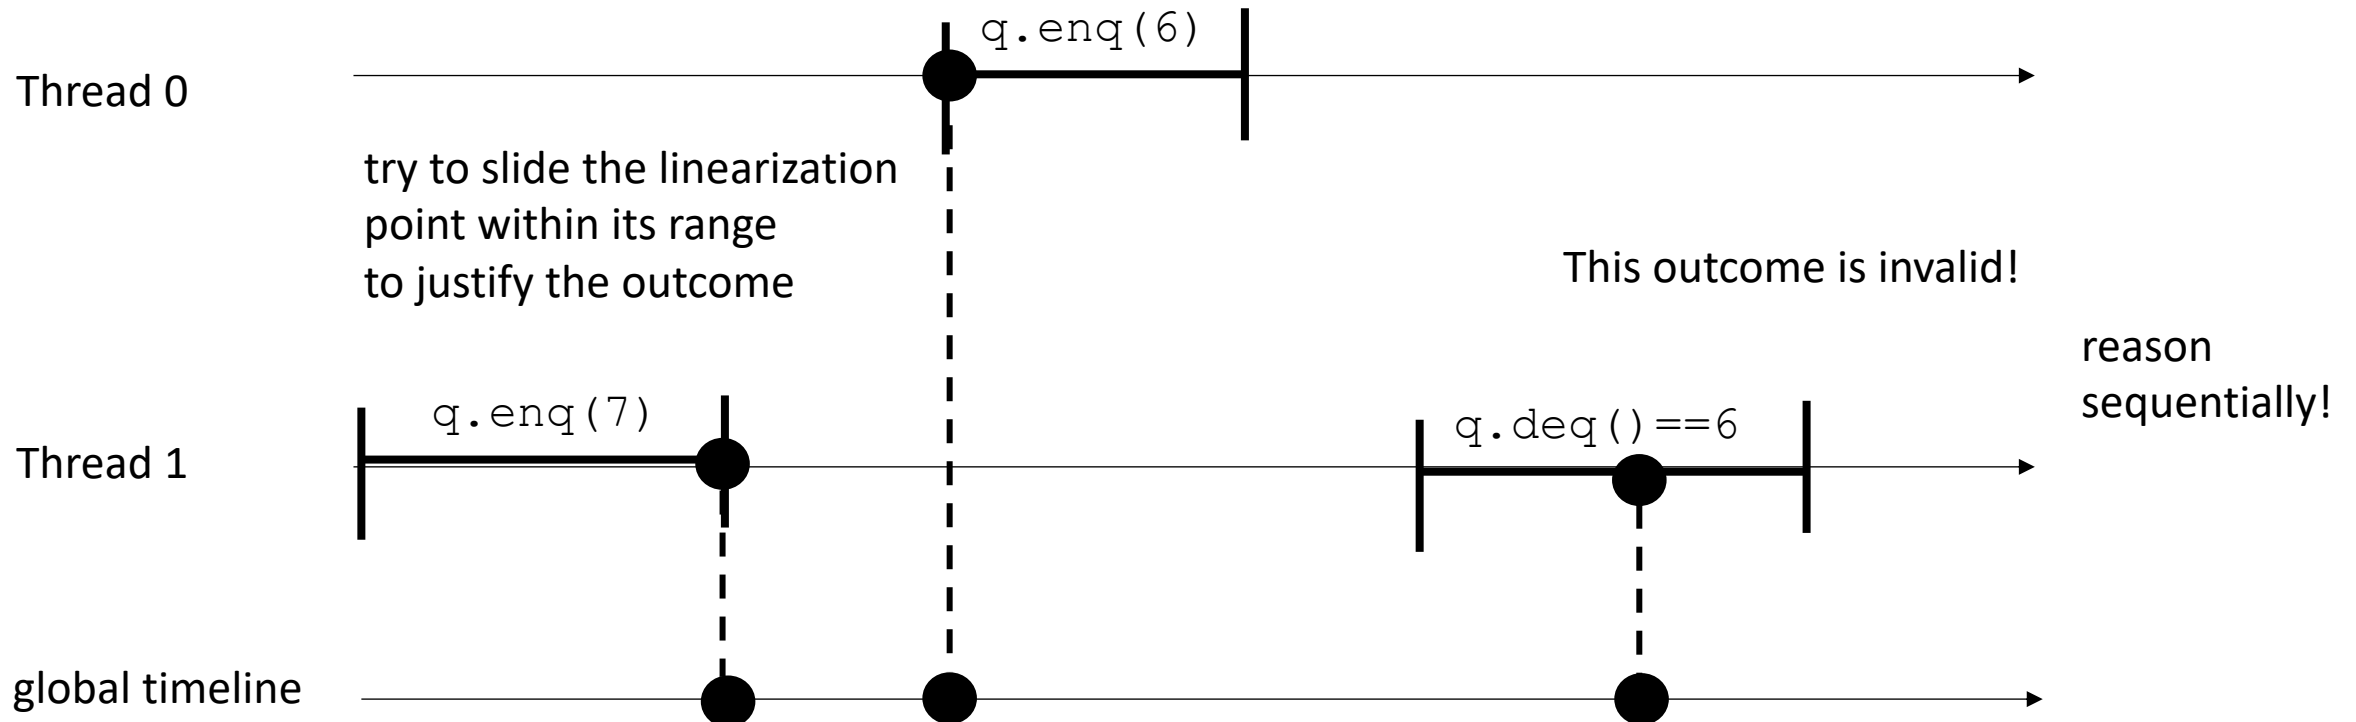 q.enq(6)
Thread 0
try to slide the linearization
point within its range
to justify the outcome
This outcome is invalid!
reason
sequentially!
q.enq(7)
q.deq()==6
Thread 1
global timeline